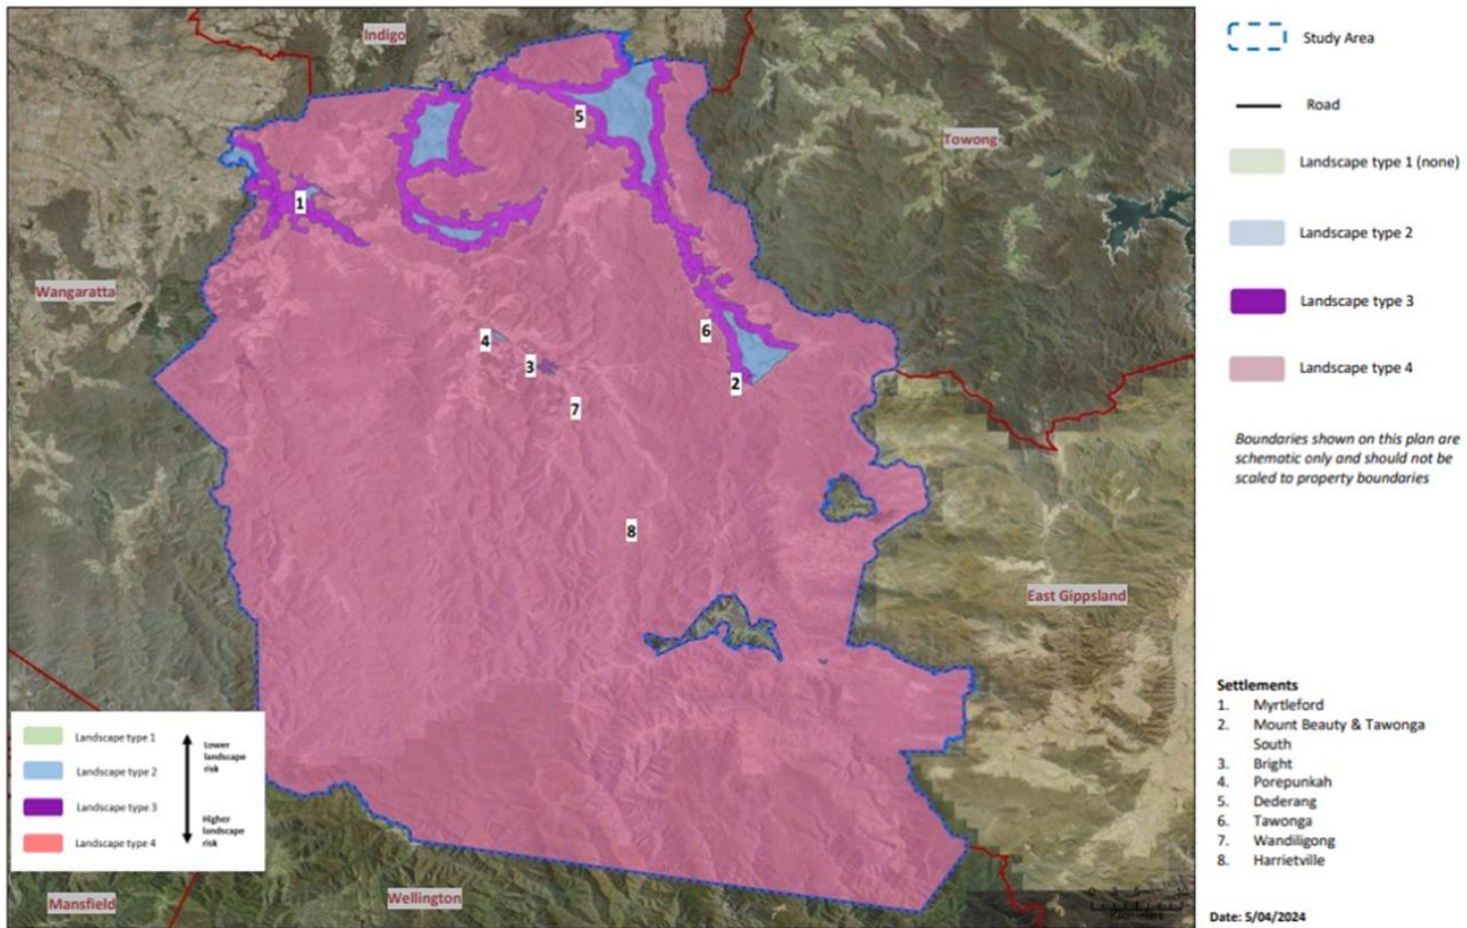 Indigo
Towong
Wangaratta
East Gippsland
Mansfield
Wellington
1
2
3
4
5
6
7
8
Landscape type 1
Landscape type 2
Landscape type 3
Landscape type 4
Lower
landscape
risk
Higher
landscape
risk
Kilometers
Study Area
Road
Landscape type 1 (none)
Landscape type 2
Landscape type 3
Landscape type 4
Boundaries shown on this plan are
schematic only and should not be
scaled to property boundaries
Settlements
1. Myrtleford
2. Mount Beauty & Tawonga
South
3. Bright
4. Porepunkah
5. Dederang
6. Tawonga
7. Wandiligong
8. Harrietville
Date: 5/04/2024